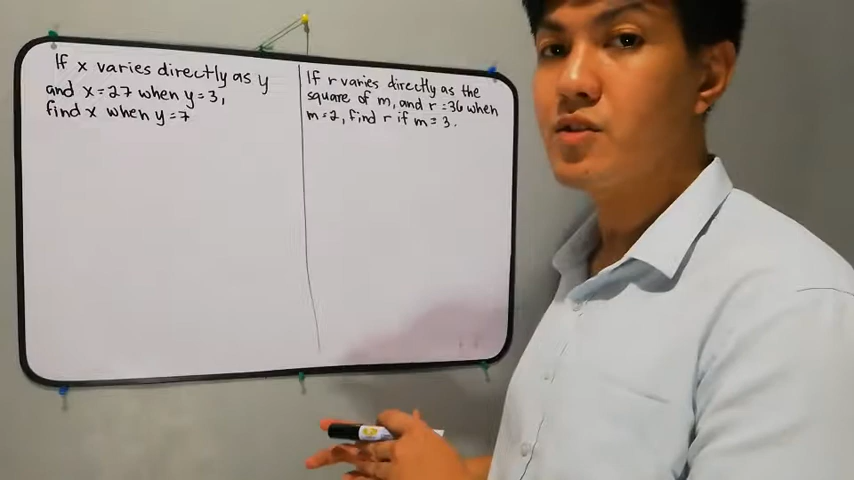 If x varies directly as y
and x=27 when y=3,
find x when y=7
If r varies directly as the
square of m, and r=36 when
m=2, find r if m=3.